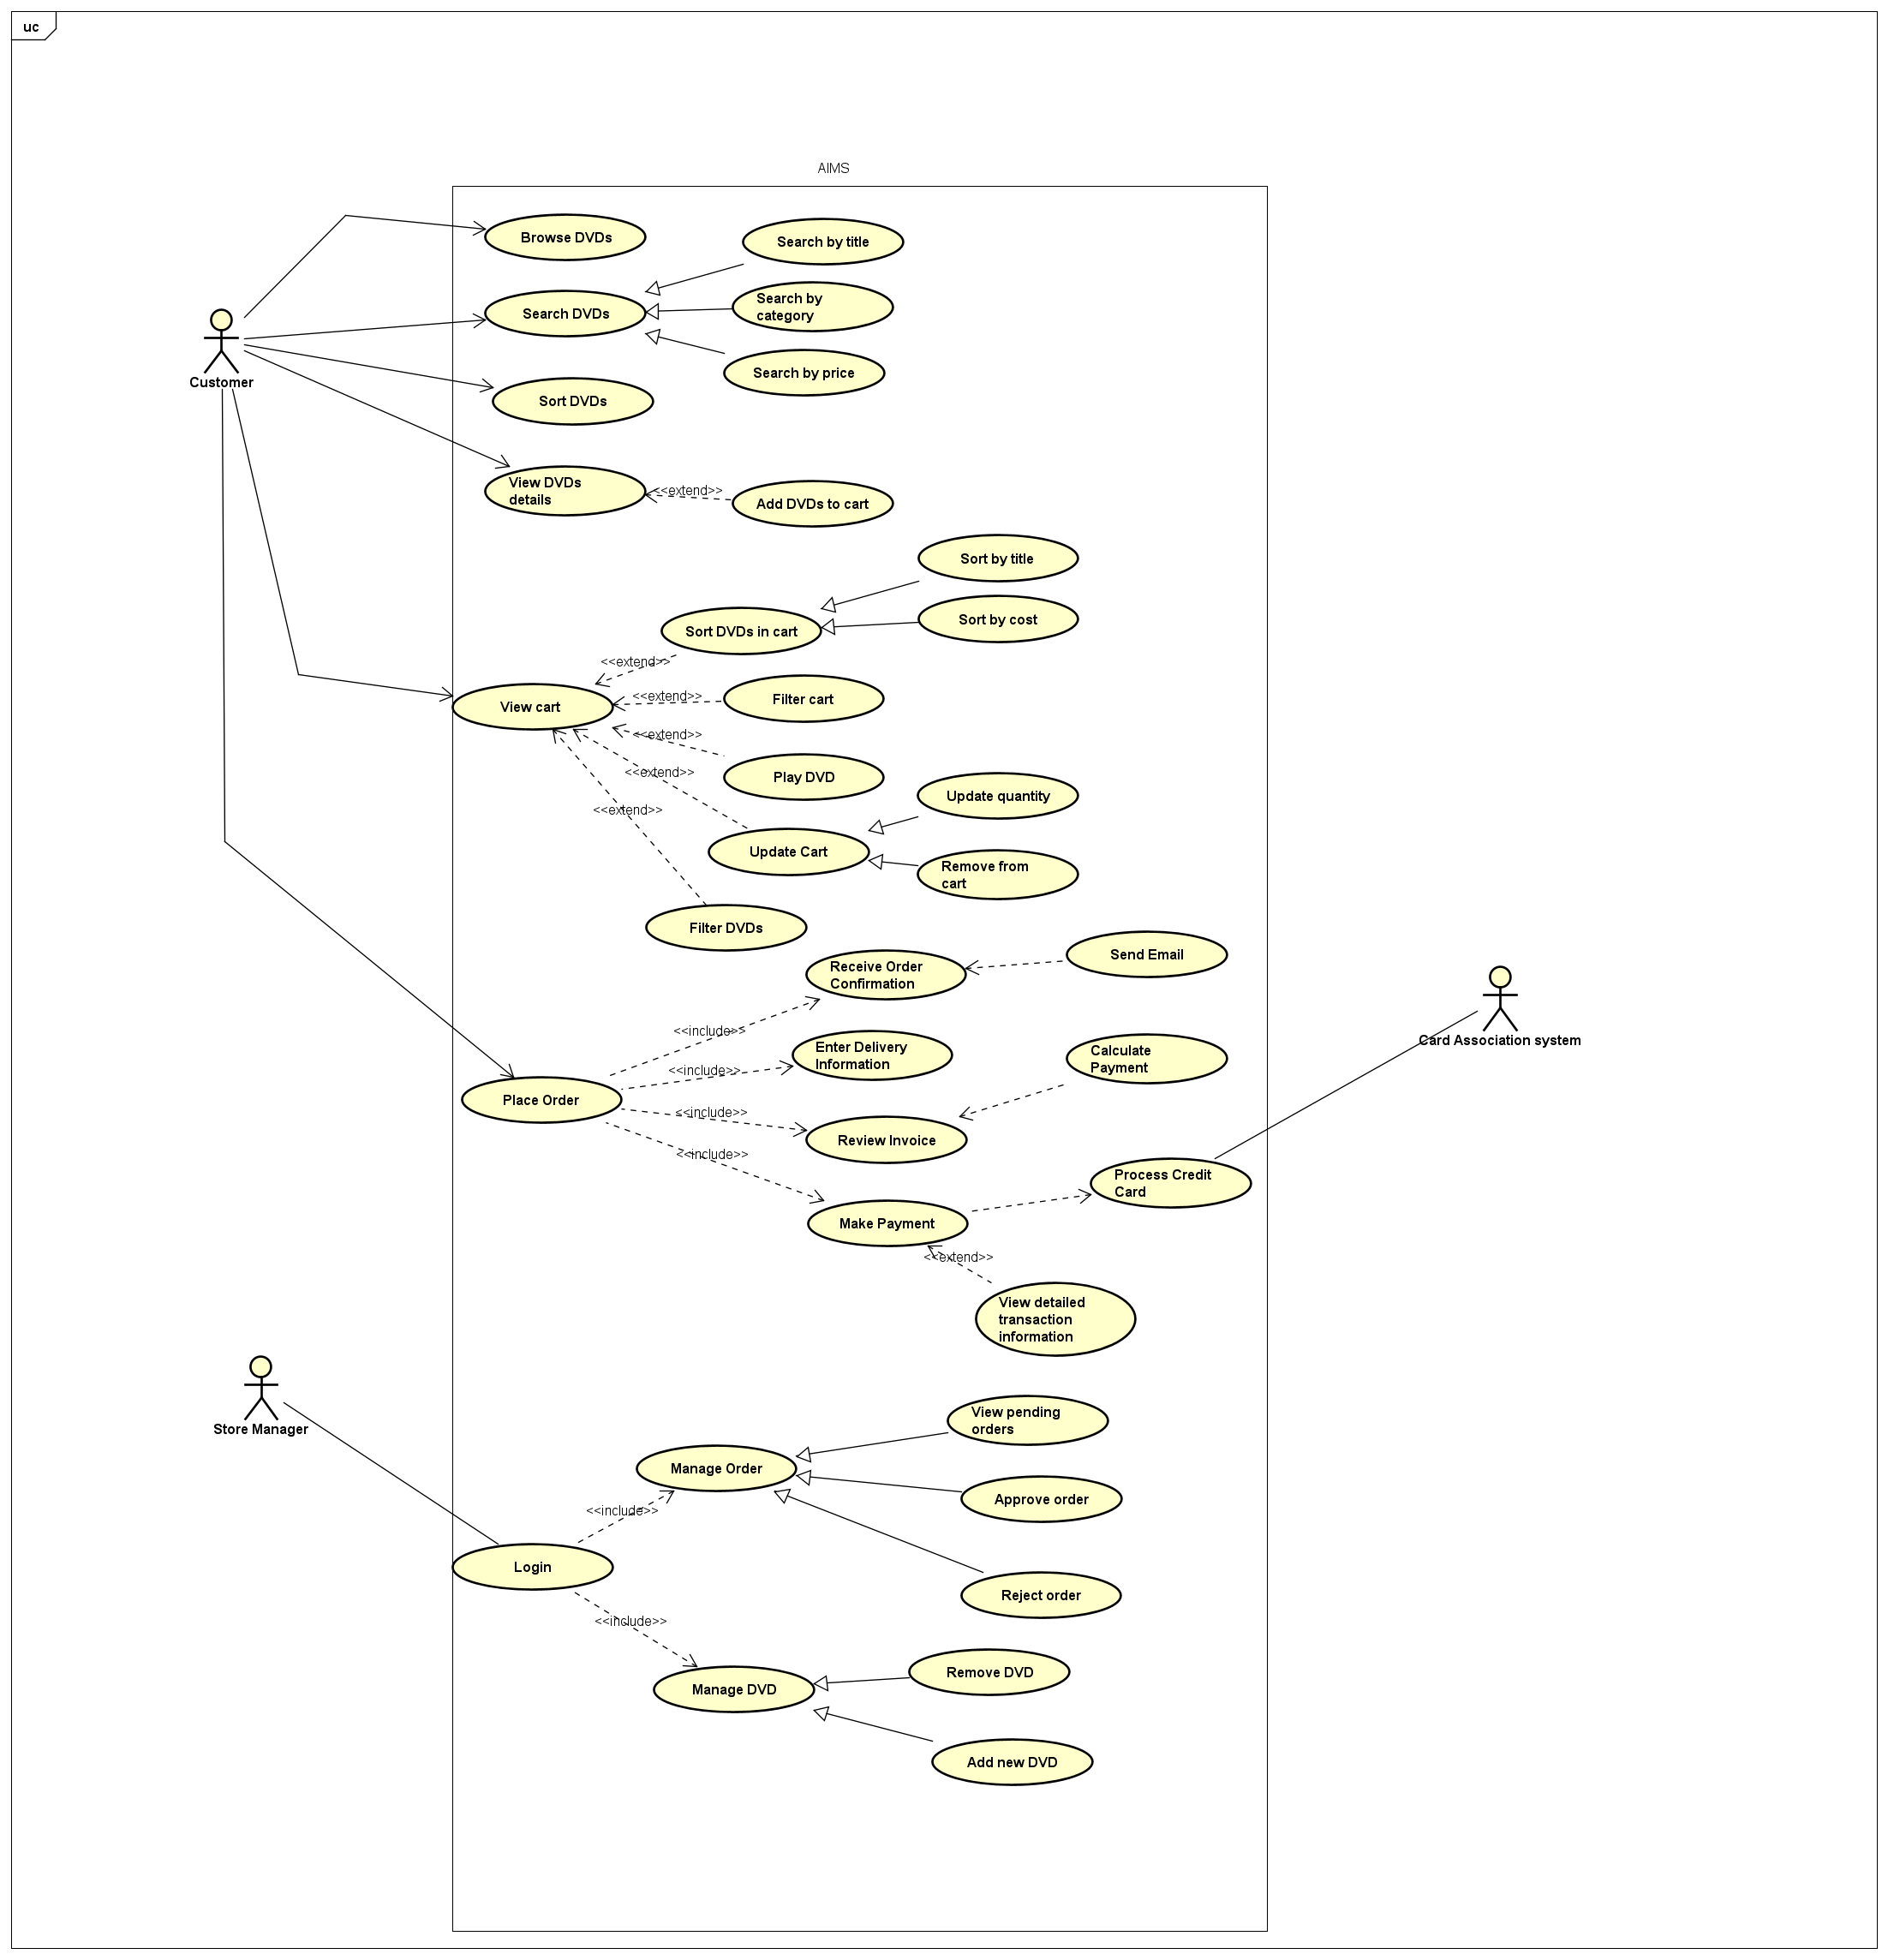 uc
AIMS
Browse DVDs
Search by title
Search by
category
Search DVDs
Search by price
Customer
Sort DVDs
View DVDs
details
<<extend>>
Add DVDs to cart
Sort by title
Sort by cost
Sort DVDs in cart
<<extend>>
<<extend>>
Filter cart
View cart
<<extend>>
Play DVD
<<extend>>
Update quantity
<<extend>>
Update Cart
Remove from
cart
Filter DVDs
Send Email
Receive Order
Confirmation
<<include>>
Enter Delivery
Information
<<include>>
Card Association system
Calculate
Payment
Place Order
<<include>>
Review Invoice
<<include>>
Process Credit
Card
Make Payment
<<extend>>
View detailed
transaction
information
Store Manager
View pending
orders
Manage Order
Approve order
<<include>>
Login
Reject order
<<include>>
Remove DVD
Manage DVD
Add new DVD